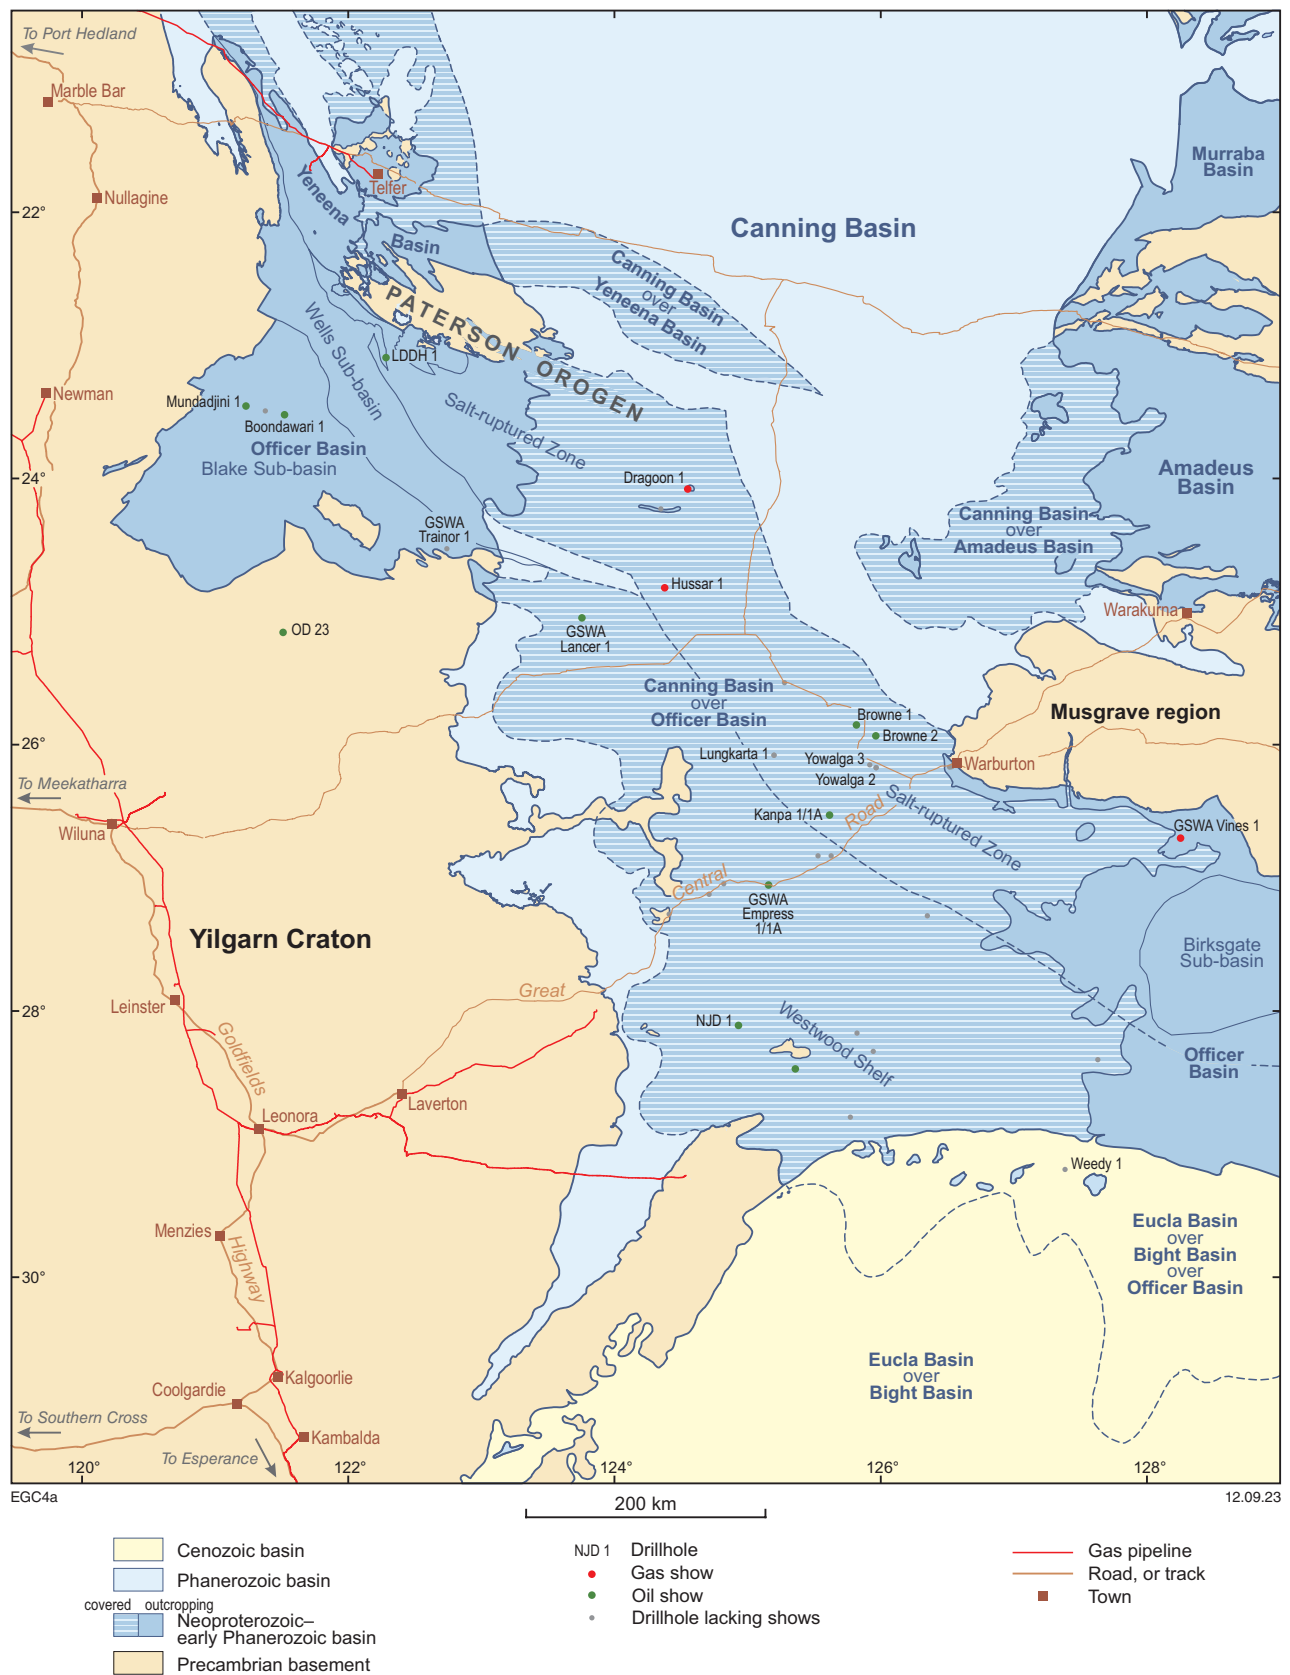 To Port Hedland
Marble Bar
Nullagine
22°
Telfer
Yeneena
Basin
Canning Basin
Murraba
Basin
Canning Basin
over
Yeneena Basin
PATERSON OROGEN
Wells Sub-basin
LDDH 1
Newman
Mundadjini 1
Boondawari 1
Officer Basin
Blake Sub-basin
Salt-ruptured Zone
24°
Dragoon 1
Amadeus
Basin
Canning Basin
over
Amadeus Basin
GSWA
Trainor 1
Hussar 1
OD 23
GSWA
Lancer 1
Warakurna
Canning Basin
over
Officer Basin
Browne 1
Browne 2
Musgrave region
26°
Lungkarta 1
Yowalga 3
Yowalga 2
Warburton
To Meekatharra
Wiluna
Kanpa 1/1A
Road
Salt-ruptured Zone
GSWA Vines 1
Central
GSWA
Empress
1/1A
Yilgarn Craton
Birksgate
Sub-basin
Great
Leinster
28°
Goldfields
NJD 1
Westwood Shelf
Officer
Basin
Laverton
Leonora
Weedy 1
Menzies
Highway
Eucla Basin
over
Bight Basin
over
Officer Basin
30°
Eucla Basin
over
Bight Basin
Kalgoorlie
Coolgardie
To Southern Cross
Kambalda
To Esperance
120°
122°
124°
126°
128°
EGC4a
12.09.23
200 km
Cenozoic basin
Phanerozoic basin
covered outcropping
Neoproterozoic–
early Phanerozoic basin
Precambrian basement
NJD 1 Drillhole
Gas show
Oil show
Drillhole lacking shows
Gas pipeline
Road, or track
Town